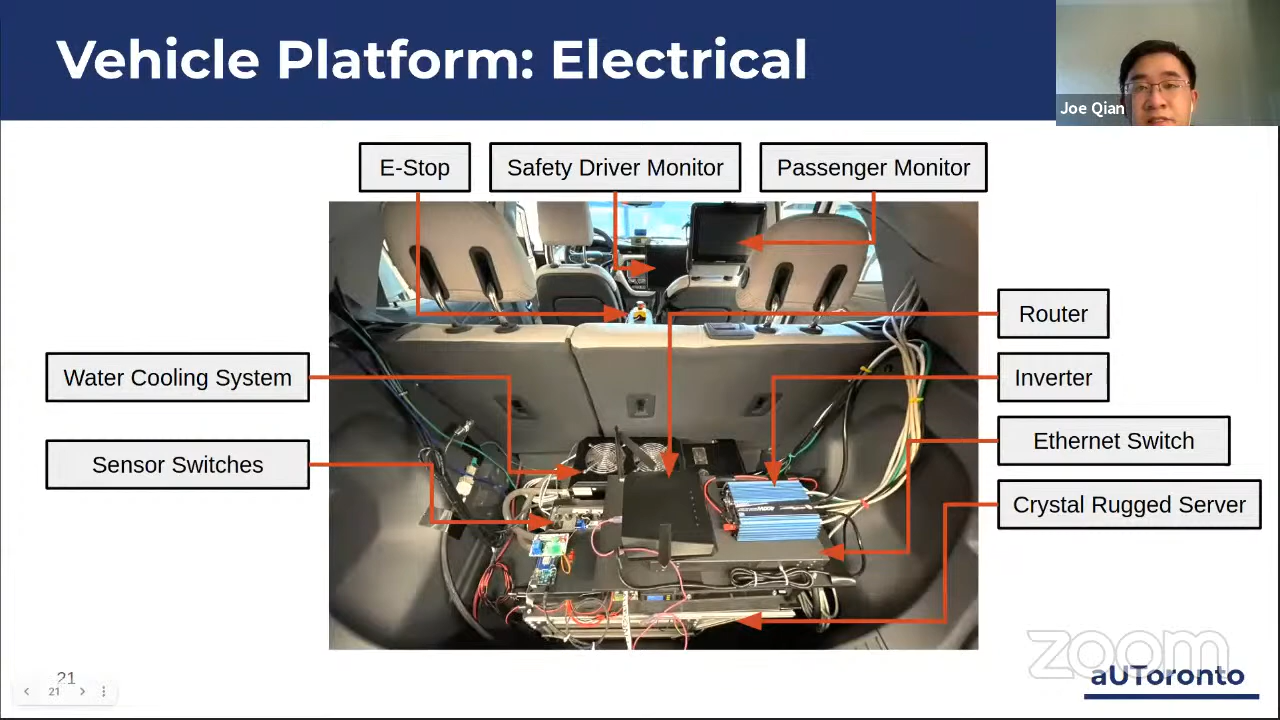 Vehicle Platform: Electrical
Joe Qian
E-Stop
Safety Driver Monitor
Passenger Monitor
Router
Water Cooling System
Inverter
Ethernet Switch
Sensor Switches
Crystal Rugged Server
zoom
aUToronto
21
21